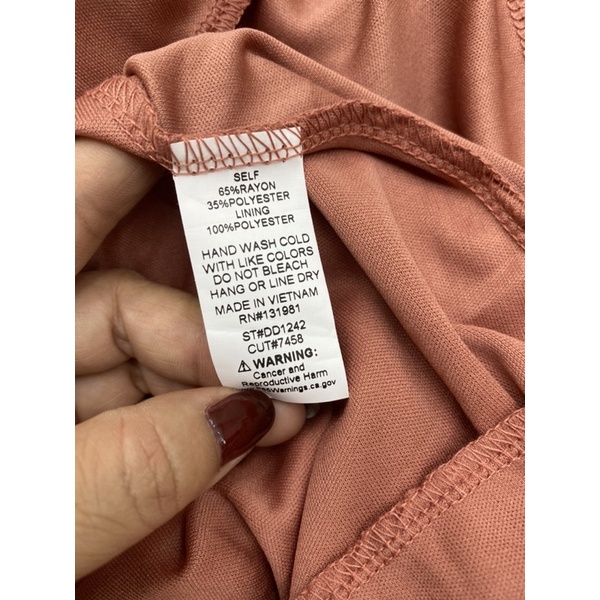 SELF
65%RAYON
35%POLYESTER
LINING
100%POLYESTER
HAND WASH COLD
WITH LIKE COLORS
DO NOT BLEACH
HANG OR LINE DRY
MADE IN VIETNAM
RN#131981
ST#DD1242
CUT#7458
⚠WARNING:
Cancer and
Reproductive Harm